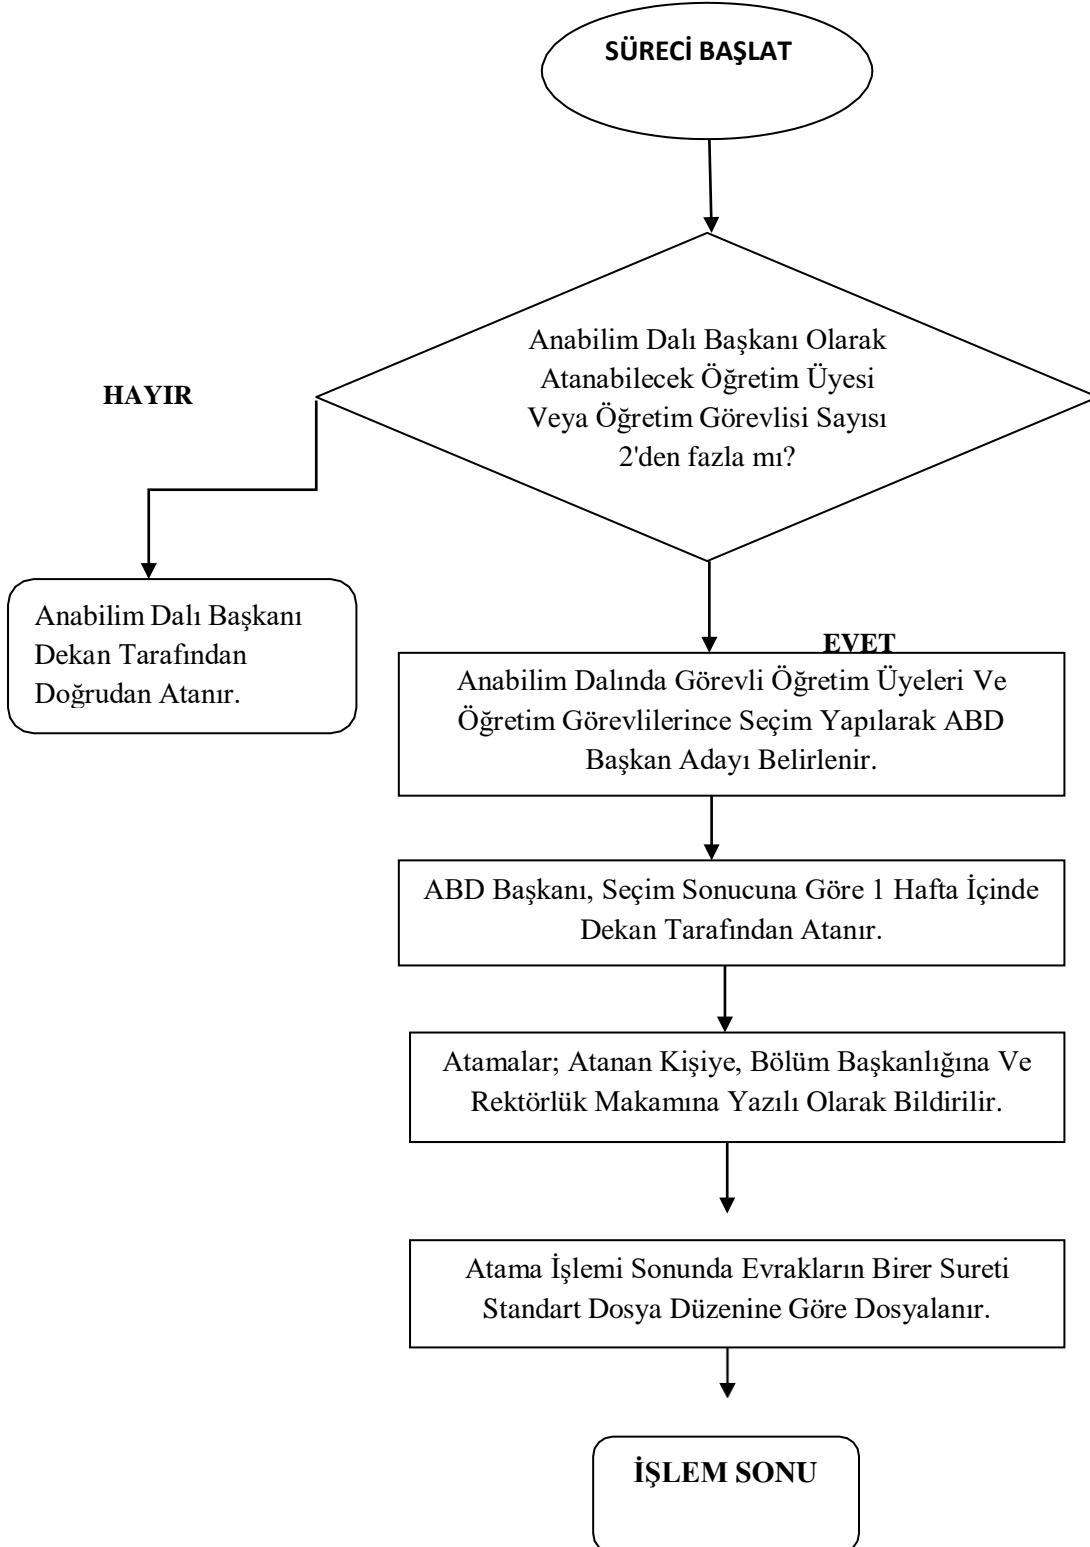 SÜRECİ BAŞLAT
Anabilim Dalı Başkanı Olarak
Atanabilecek Öğretim Üyesi
Veya Öğretim Görevlisi Sayısı
2'den fazla mı?
HAYIR
Anabilim Dalı Başkanı
Dekan Tarafından
Doğrudan Atanır.
EVET
Anabilim Dalında Görevli Öğretim Üyeleri Ve
Öğretim Görevlilerince Seçim Yapılarak ABD
Başkan Adayı Belirlenir.
ABD Başkanı, Seçim Sonucuna Göre 1 Hafta İçinde
Dekan Tarafından Atanır.
Atamalar; Atanan Kişiye, Bölüm Başkanlığına Ve
Rektörlük Makamına Yazılı Olarak Bildirilir.
Atama İşlemi Sonunda Evrakların Birer Sureti
Standart Dosya Düzenine Göre Dosyalanır.
İŞLEM SONU